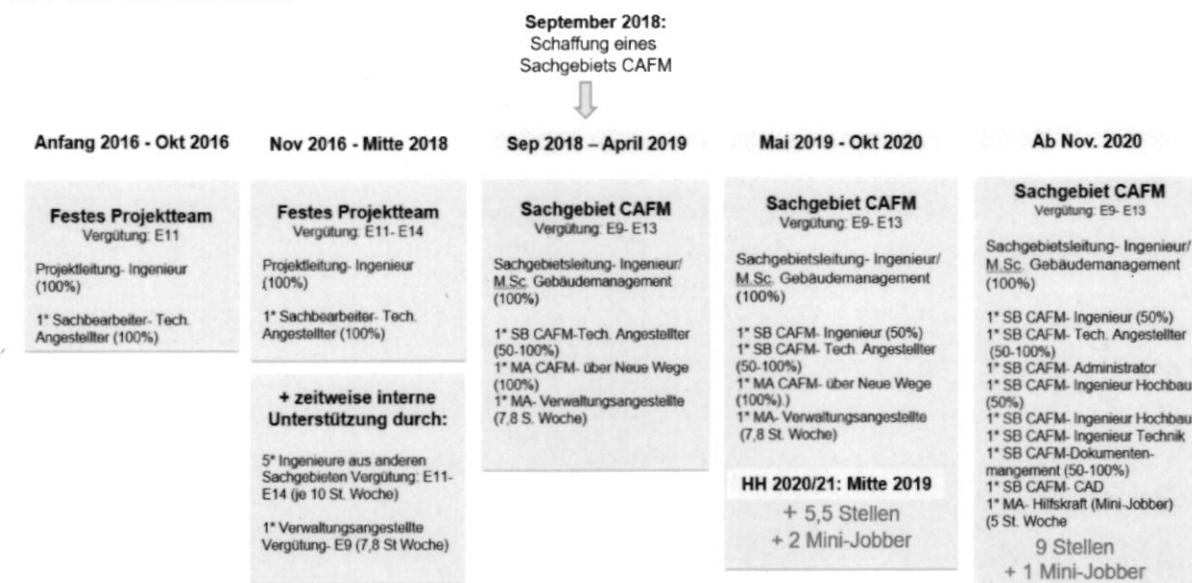 September 2018:
Schaffung eines
Sachgebiets CAFM
Anfang 2016 - Okt 2016
Festes Projektteam
Vergütung: E11
Projektleitung- Ingenieur
(100%)
1* Sachbearbeiter- Tech.
Angestellter (100%)
Nov 2016 - Mitte 2018
Festes Projektteam
Vergütung: E11- E14
Projektleitung- Ingenieur
(100%)
1* Sachbearbeiter- Tech.
Angestellter (100%)
+ zeitweise interne
Unterstützung durch:
5* Ingenieure aus anderen
Sachgebieten Vergütung: E11-
E14 (je 10 St. Woche)
1* Verwaltungsangestellte
Vergütung- E9 (7,8 St Woche)
Sep 2018 – April 2019
Sachgebiet CAFM
Vergütung: E9- E13
Sachgebietsleitung- Ingenieur/
M.Sc. Gebäudemanagement
(100%)
1* SB CAFM-Tech. Angestellter
(50-100%)
1* MA CAFM- über Neue Wege
(100%)
1* MA- Verwaltungsangestellte
(7,8 S. Woche)
Mai 2019 - Okt 2020
Sachgebiet CAFM
Vergütung: E9- E13
Sachgebietsleitung- Ingenieur/
M.Sc. Gebäudemanagement
(100%)
1* SB CAFM- Ingenieur (50%)
1* SB CAFM- Tech. Angestellter
(50-100%)
1* MA CAFM- über Neue Wege
(100%).)
1* MA- Verwaltungsangestellte
(7,8 St. Woche)
HH 2020/21: Mitte 2019
+ 5,5 Stellen
+ 2 Mini-Jobber
Ab Nov. 2020
Sachgebiet CAFM
Vergütung: E9- E13
Sachgebietsleitung- Ingenieur/
M.Sc. Gebäudemanagement
(100%)
1* SB CAFM- Ingenieur (50%)
1* SB CAFM- Tech. Angestellter
(50-100%)
1* SB CAFM- Administrator
1* SB CAFM- Ingenieur Hochbau
(50%)
1* SB CAFM- Ingenieur Hochbau
1* SB CAFM- Ingenieur Technik
1* SB CAFM-Dokumenten-
mangement (50-100%)
1* SB CAFM- CAD
1* MA- Hilfskraft (Mini-Jobber)
(5 St. Woche
9 Stellen
+ 1 Mini-Jobber